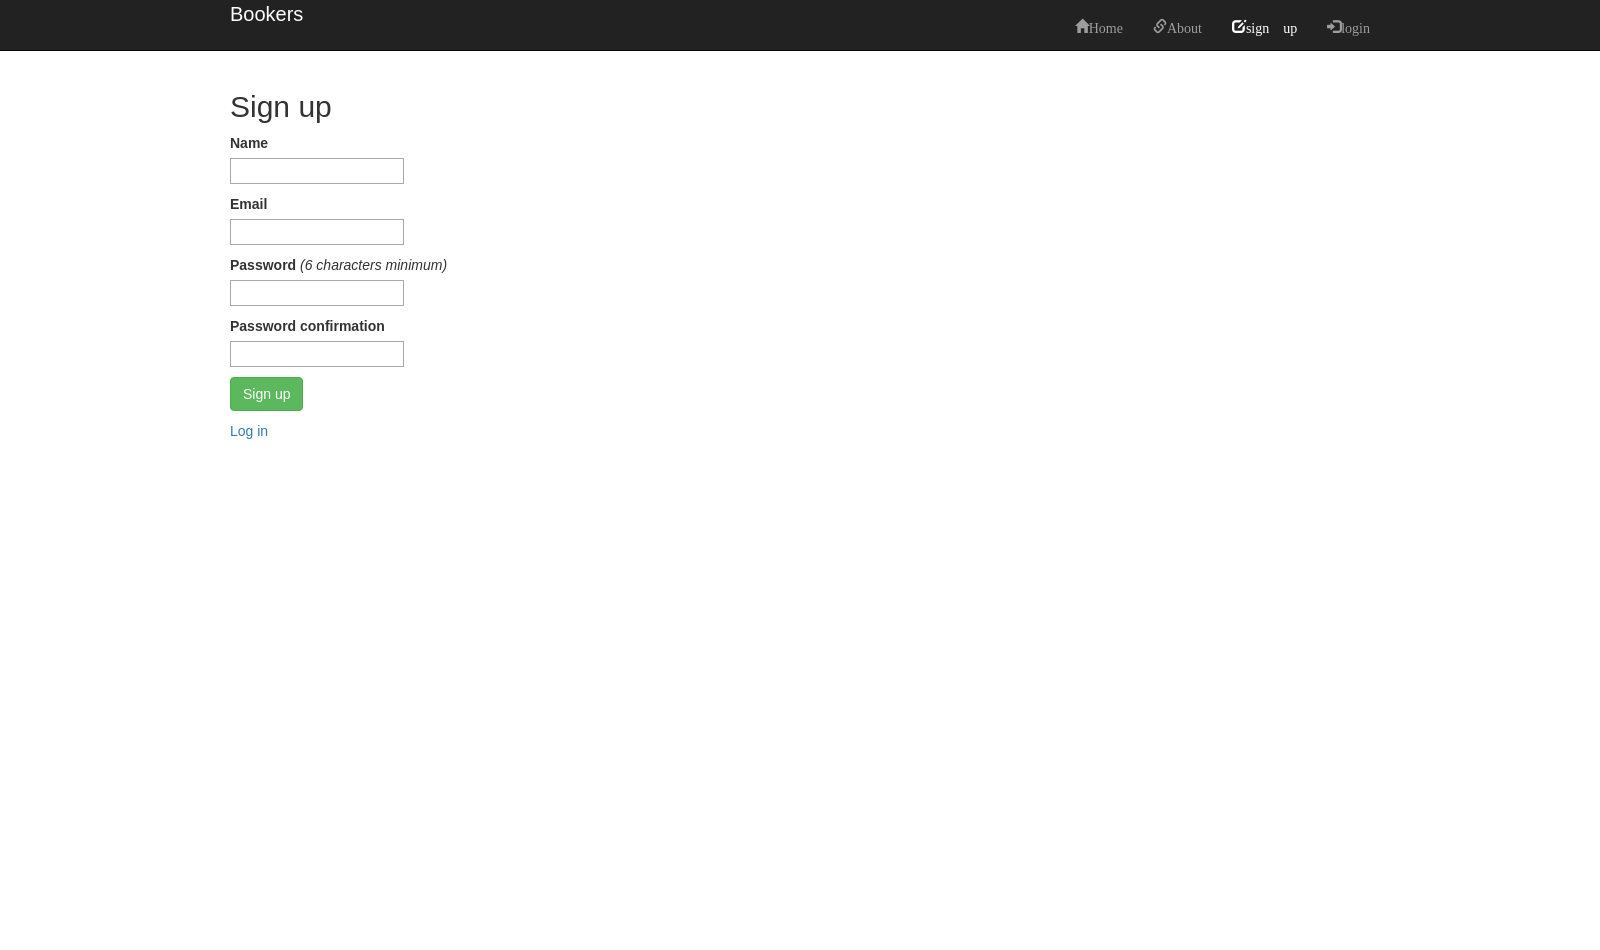 Bookers
Home About sign up login
Sign up
Name
Email
Password (6 characters minimum)
Password confirmation
Sign up
Log in